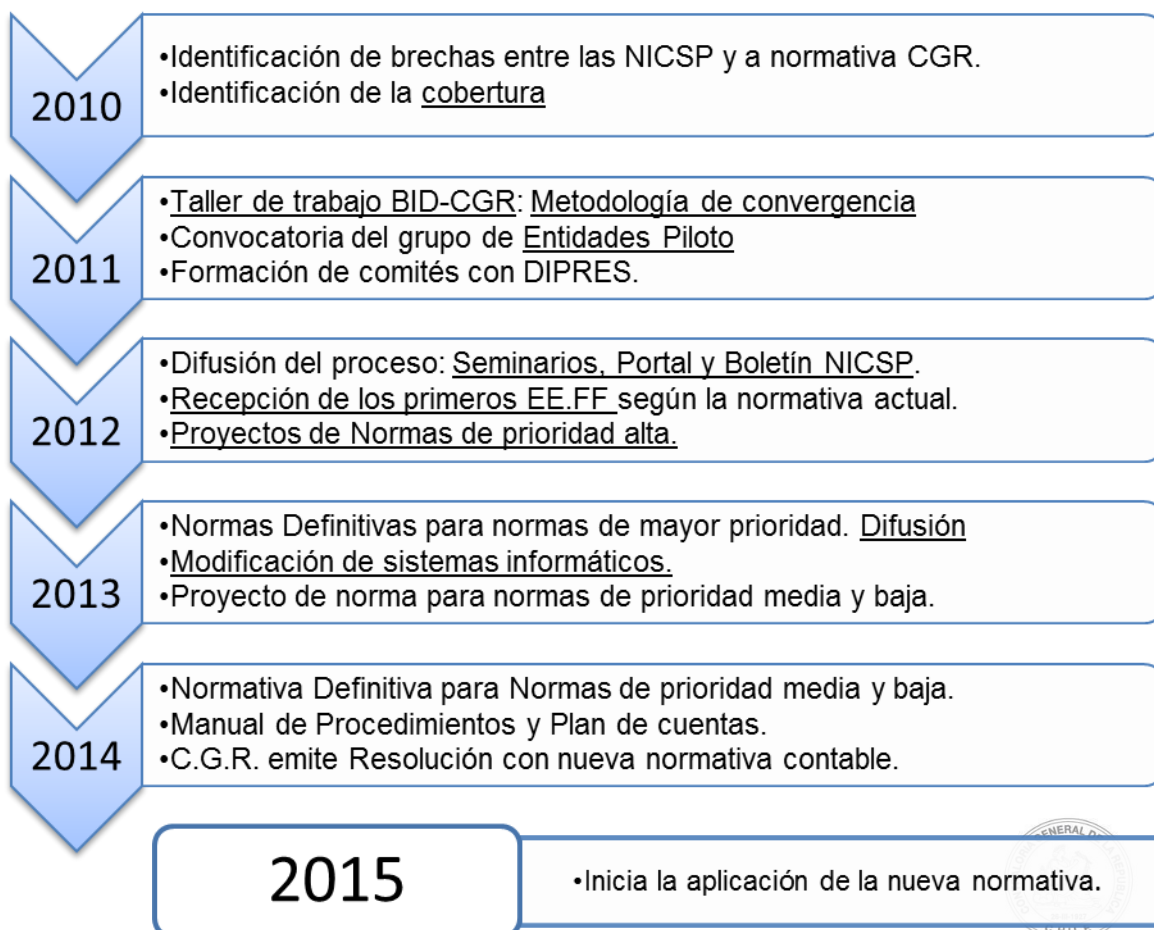 2010
•Identificación de brechas entre las NICSP y a normativa CGR.
•Identificación de la cobertura
2011
•Taller de trabajo BID-CGR: Metodología de convergencia
•Convocatoria del grupo de Entidades Piloto
•Formación de comités con DIPRES.
2012
•Difusión del proceso: Seminarios, Portal y Boletín NICSP.
•Recepción de los primeros EE.FF según la normativa actual.
•Proyectos de Normas de prioridad alta.
2013
•Normas Definitivas para normas de mayor prioridad. Difusión
•Modificación de sistemas informáticos.
•Proyecto de norma para normas de prioridad media y baja.
2014
•Normativa Definitiva para Normas de prioridad media y baja.
•Manual de Procedimientos y Plan de cuentas.
•C.G.R. emite Resolución con nueva normativa contable.
2015
•Inicia la aplicación de la nueva normativa.